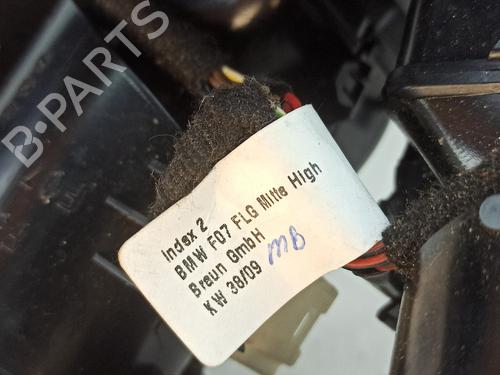 B-PARTS
Index 2
BMW F07 FLG Mitte High
Breun GmbH
KW 38/09
MB